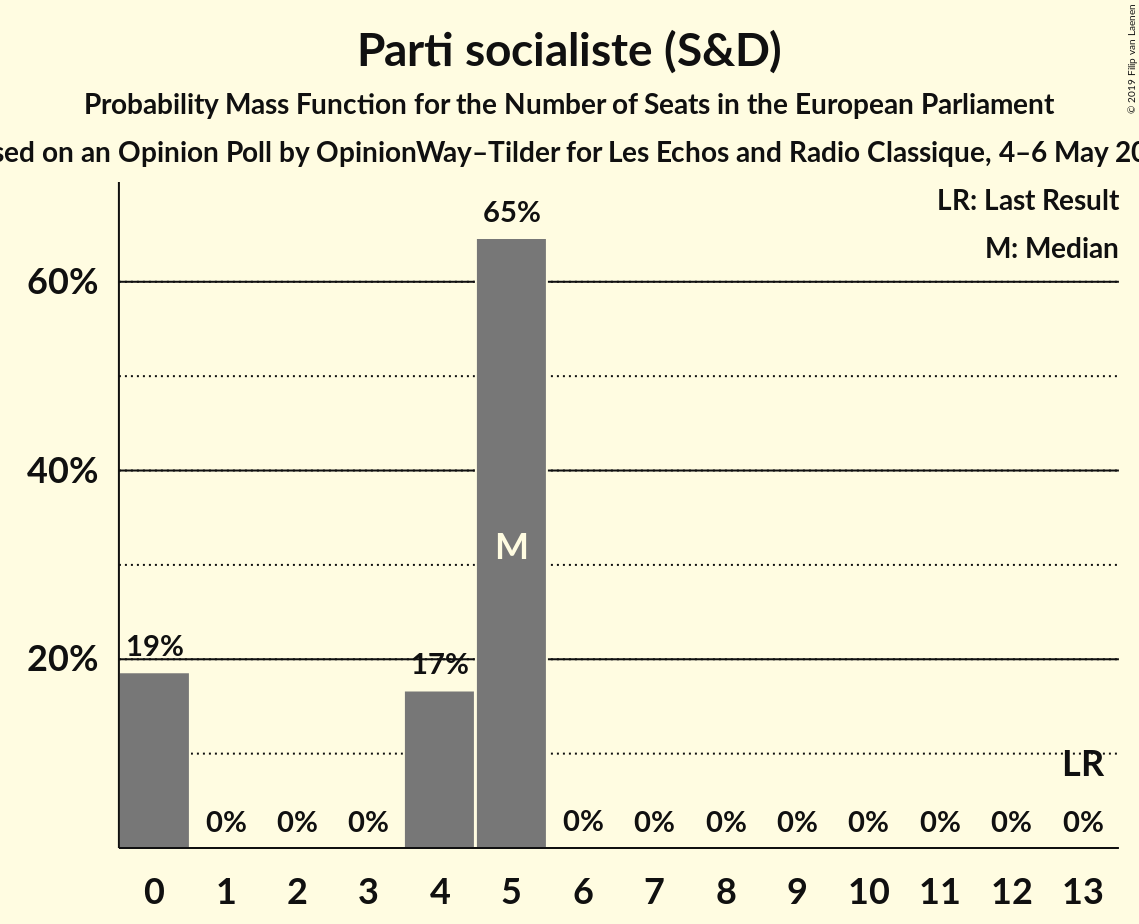 Parti socialiste (S&D)
Probability Mass Function for the Number of Seats in the European Parliament
sed on an Opinion Poll by OpinionWay–Tilder for Les Echos and Radio Classique, 4–6 May 20
© 2019 Filip van Laenen
LR: Last Result
M: Median
65%
60%
40%
M
19%
17%
20%
LR
0% 0% 0% 0% 0% 0% 0% 0% 0% 0% 0%
0 1 2 3 4 5 6 7 8 9 10 11 12 13